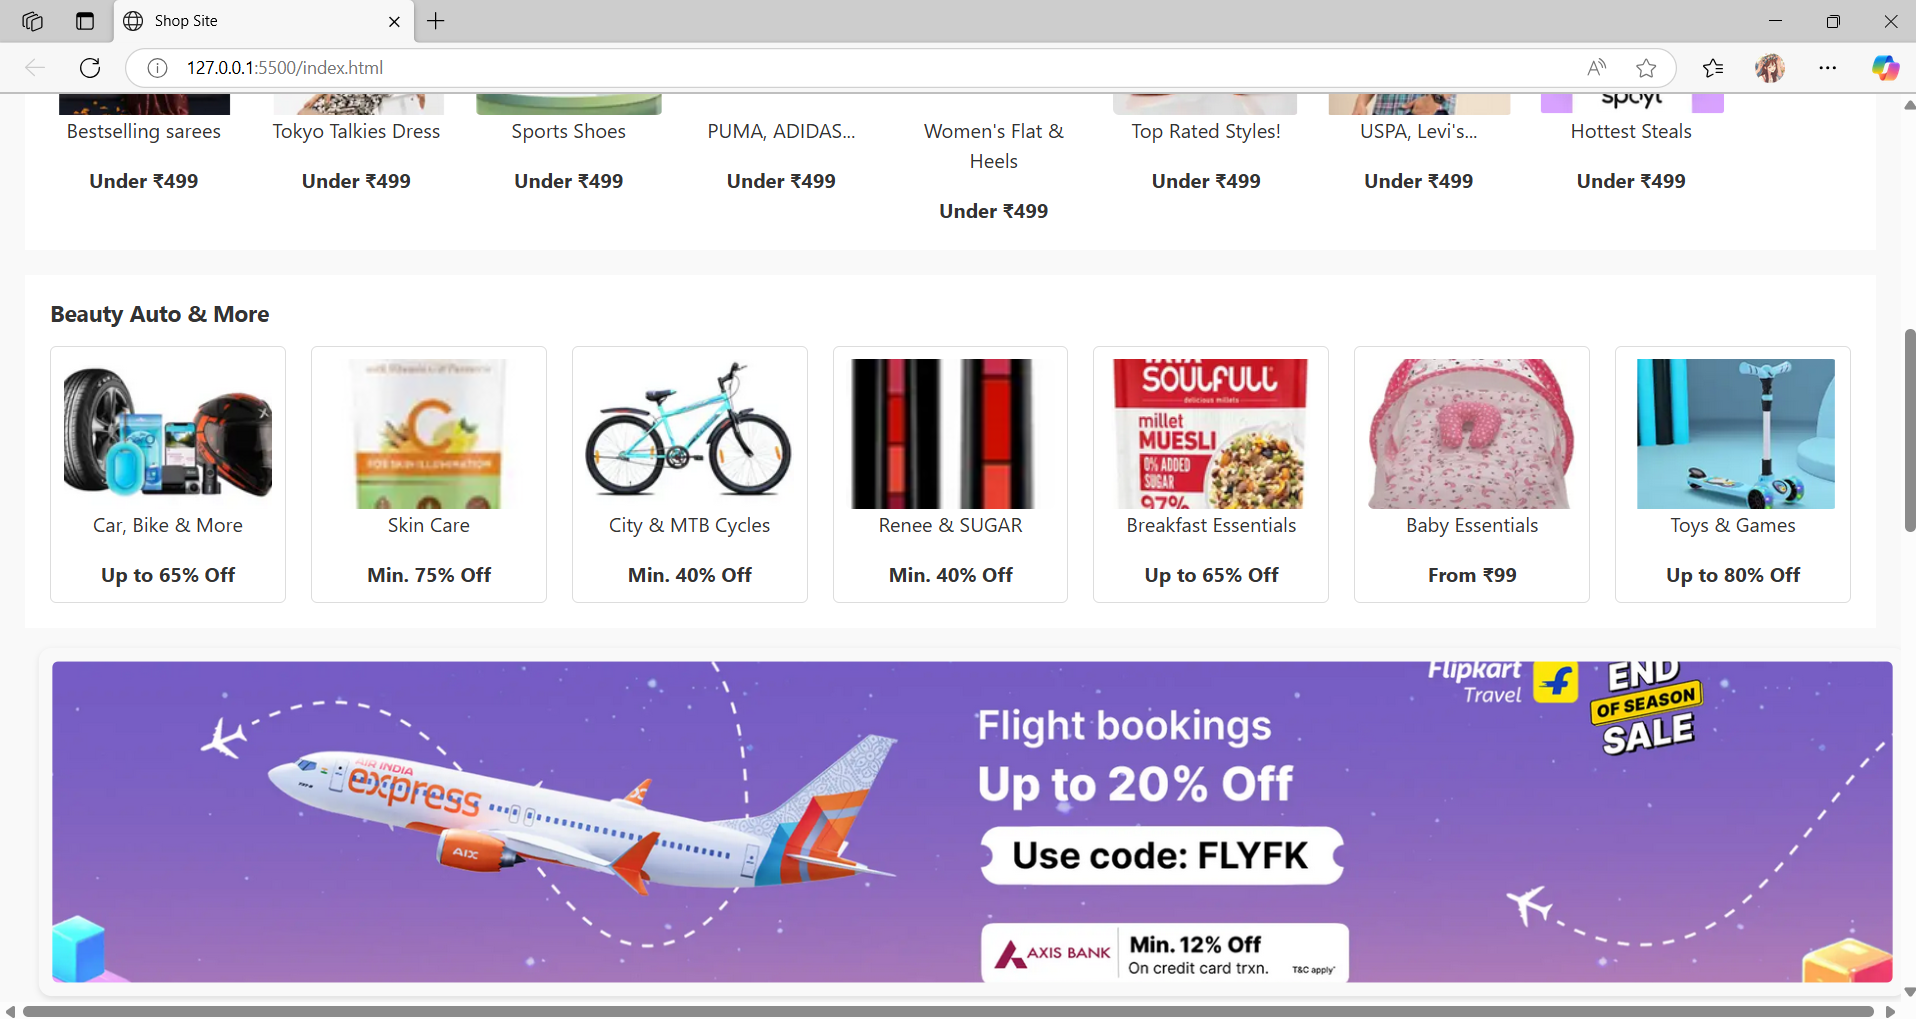 Shop Site
127.0.0.1:5500/index.html
spoyl
Bestselling sarees
Under ₹499
Tokyo Talkies Dress
Under ₹499
Sports Shoes
Under ₹499
PUMA, ADIDAS...
Under ₹499
Women's Flat &
Heels
Under ₹499
Top Rated Styles!
Under ₹499
USPA, Levi's...
Under ₹499
Hottest Steals
Under ₹499
Beauty Auto & More
Car, Bike & More
Up to 65% Off
C
FOR SKIN ILLUMINATION
Skin Care
Min. 75% Off
City & MTB Cycles
Min. 40% Off
Renee & SUGAR
Min. 40% Off
SOULFULL
delicious millets
millet
MUESLI
0% ADDED
SUGAR
97%
Breakfast Essentials
Up to 65% Off
Baby Essentials
From ₹99
Toys & Games
Up to 80% Off
AIR INDIA
express
AIX
Flight bookings
Up to 20% Off
Use code: FLYFK
AXIS BANK
Min. 12% Off
On credit card trxn.
T&C apply*
Flipkart
Travel
END
OF SEASON
SALE